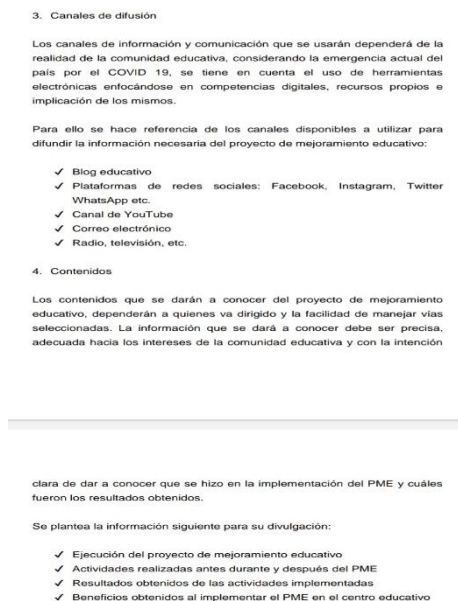 3. Canales de difusión
Los canales de información y comunicación que se usarán dependerá de la
realidad de la comunidad educativa, considerando la emergencia actual del
país por el COVID 19, se tiene en cuenta el uso de herramientas
electrónicas enfocándose en competencias digitales, recursos propios e
implicación de los mismos.
Para ello se hace referencia de los canales disponibles a utilizar para
difundir la información necesaria del proyecto de mejoramiento educativo:
✓ Blog educativo
✓ Plataformas de redes sociales: Facebook, Instagram, Twitter
WhatsApp etc.
✓ Canal de YouTube
✓ Correo electrónico
✓ Radio, televisión, etc.
4. Contenidos
Los contenidos que se darán a conocer del proyecto de mejoramiento
educativo, dependerán a quienes va dirigido y la facilidad de manejar vías
seleccionadas. La información que se dará a conocer debe ser precisa,
adecuada hacia los intereses de la comunidad educativa y con la intención
clara de dar a conocer que se hizo en la implementación del PME y cuáles
fueron los resultados obtenidos.
Se plantea la información siguiente para su divulgación:
✓ Ejecución del proyecto de mejoramiento educativo
✓ Actividades realizadas antes durante y después del PME
✓ Resultados obtenidos de las actividades implementadas
✓ Beneficios obtenidos al implementar el PME en el centro educativo